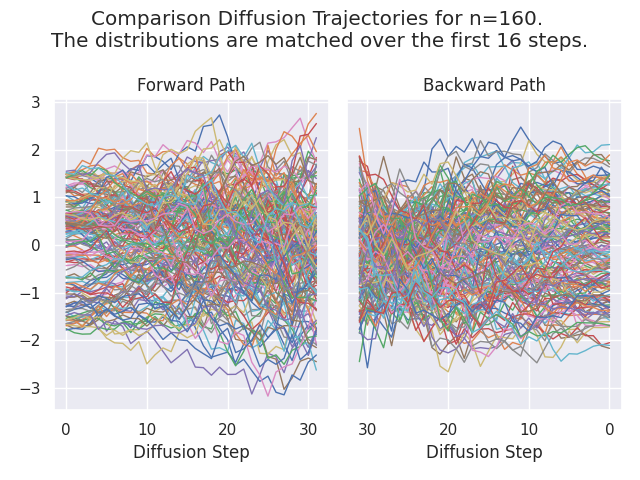 Comparison Diffusion Trajectories for n=160.
The distributions are matched over the first 16 steps.
Forward Path
Backward Path
3
2
1
0
−1
−2
−3
0 10 20 30
30 20 10 0
Diffusion Step
Diffusion Step